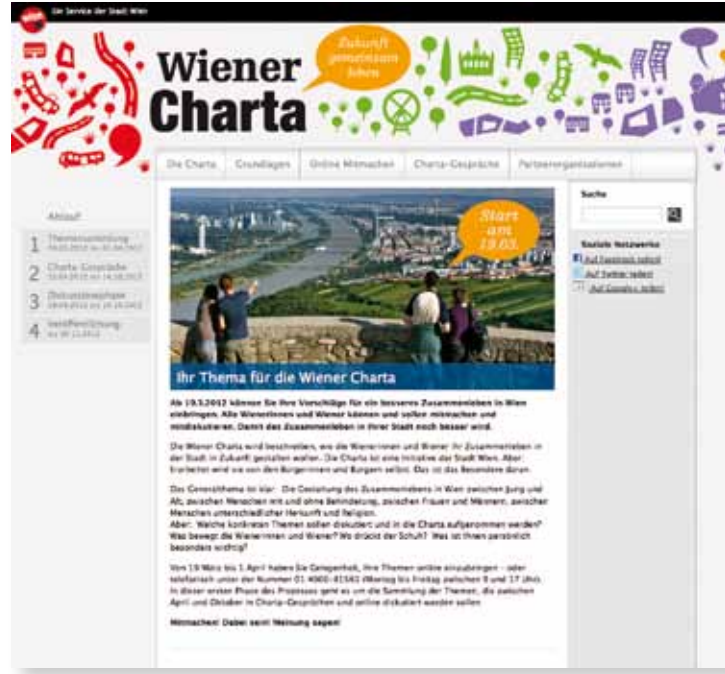 Ein Service der Stadt Wien
Wiener
Charta
Zukunft
gemeinsam
leben
Die Charta
Grundlagen
Online Mitmachen
Charta-Gespräche
Partnerorganisationen
Ablauf
1 Themensammlung
2 Charta-Gespräche
3 Diskussionsphase
4 Veröffentlichung
Start
am
19.03.
Ihr Thema für die Wiener Charta
Ab 19.3.2012 können Sie Ihre Vorschläge für ein besseres Zusammenleben in Wien
einbringen. Alle Wienerinnen und Wiener können und sollen mitmachen und
mitdiskutieren. Damit das Zusammenleben in Ihrer Stadt noch besser wird.
Die Wiener Charta wird beschreiben, wie die Wienerinnen und Wiener ihr Zusammenleben in
der Stadt in Zukunft gestalten wollen. Die Charta ist eine Initiative der Stadt Wien. Aber:
Erarbeitet wird sie von den Bürgerinnen und Bürgern selbst. Das ist das Besondere daran.
Das Generalthema ist klar: Die Gestaltung des Zusammenlebens in Wien zwischen Jung und
Alt, zwischen Menschen mit und ohne Behinderung, zwischen Frauen und Männern, zwischen
Menschen unterschiedlicher Herkunft und Religion.
Aber: Welche konkreten Themen sollen diskutiert und in die Charta aufgenommen werden?
Was bewegt die Wienerinnen und Wiener? Wo drückt der Schuh? Was ist Ihnen persönlich
besonders wichtig?
Von 19 März bis 1 April haben Sie Gelegenheit, Ihre Themen online einzubringen – oder
telefonisch unter der Nummer (Montag bis Freitag zwischen 9 und 17 Uhr).
In dieser ersten Phase des Prozesses geht es um die Sammlung der Themen, die zwischen
April und Oktober in Charta-Gesprächen und online diskutiert werden sollen
Mitmachen! Dabei sein! Meinung sagen!
Suche
Soziale Netzwerke
Auf Facebook teilen!
Auf Twitter teilen!
Auf Google+ teilen!